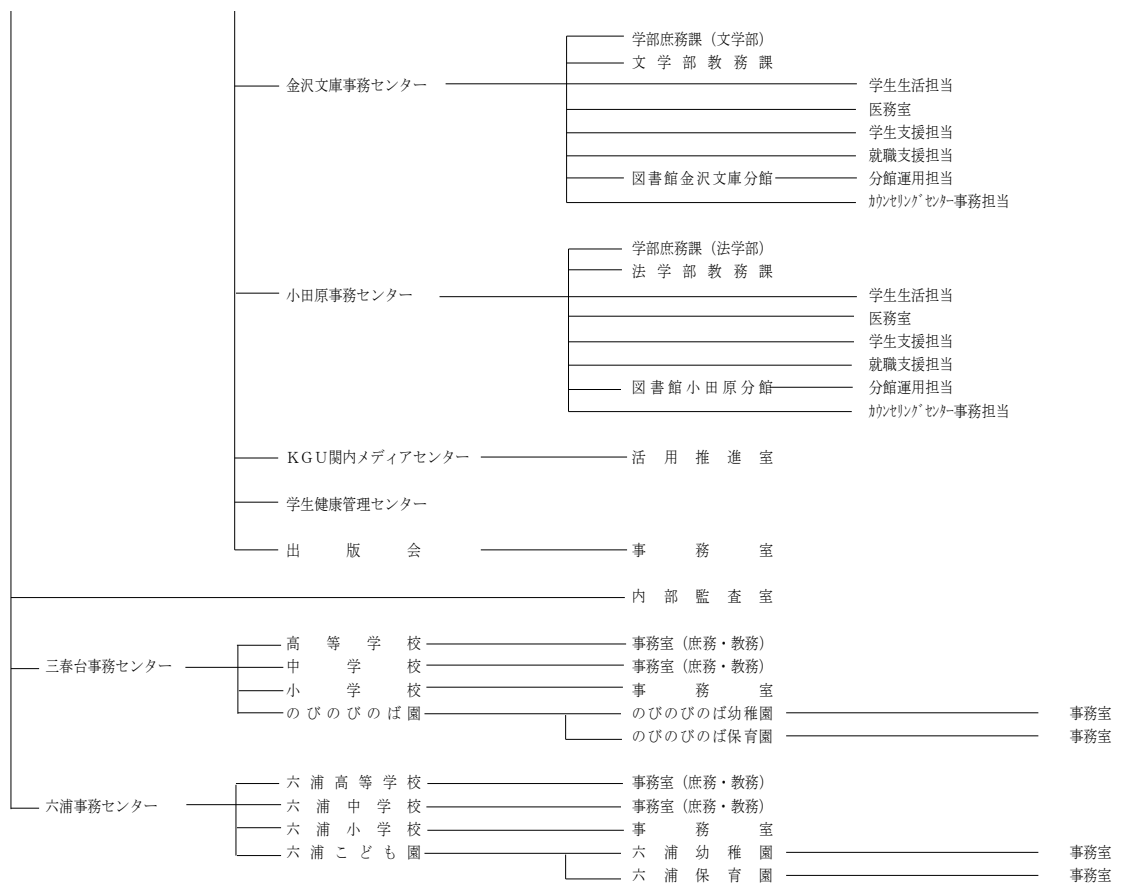 学部庶務課（文学部）
文学部教務課
金沢文庫事務センター 学生生活担当
医務室
学生支援担当
就職支援担当
図書館金沢文庫分館 分館運用担当
ｶｳﾝｾﾘﾝｸﾞｾﾝﾀｰ事務担当
学部庶務課（法学部）
法学部教務課
小田原事務センター 学生生活担当
医務室
学生支援担当
就職支援担当
図書館小田原分館 分館運用担当
ｶｳﾝｾﾘﾝｸﾞｾﾝﾀｰ事務担当
ＫＧＵ関内メディアセンター 活用推進室
学生健康管理センター
出版会 事務室
内部監査室
高等学校 事務室（庶務・教務）
三春台事務センター 中学校 事務室（庶務・教務）
小学校 事務室
のびのびのば園 のびのびのば幼稚園 事務室
のびのびのば保育園 事務室
六浦高等学校 事務室（庶務・教務）
六浦事務センター 六浦中学校 事務室（庶務・教務）
六浦小学校 事務室
六浦こども園 六浦幼稚園 事務室
六浦保育園 事務室